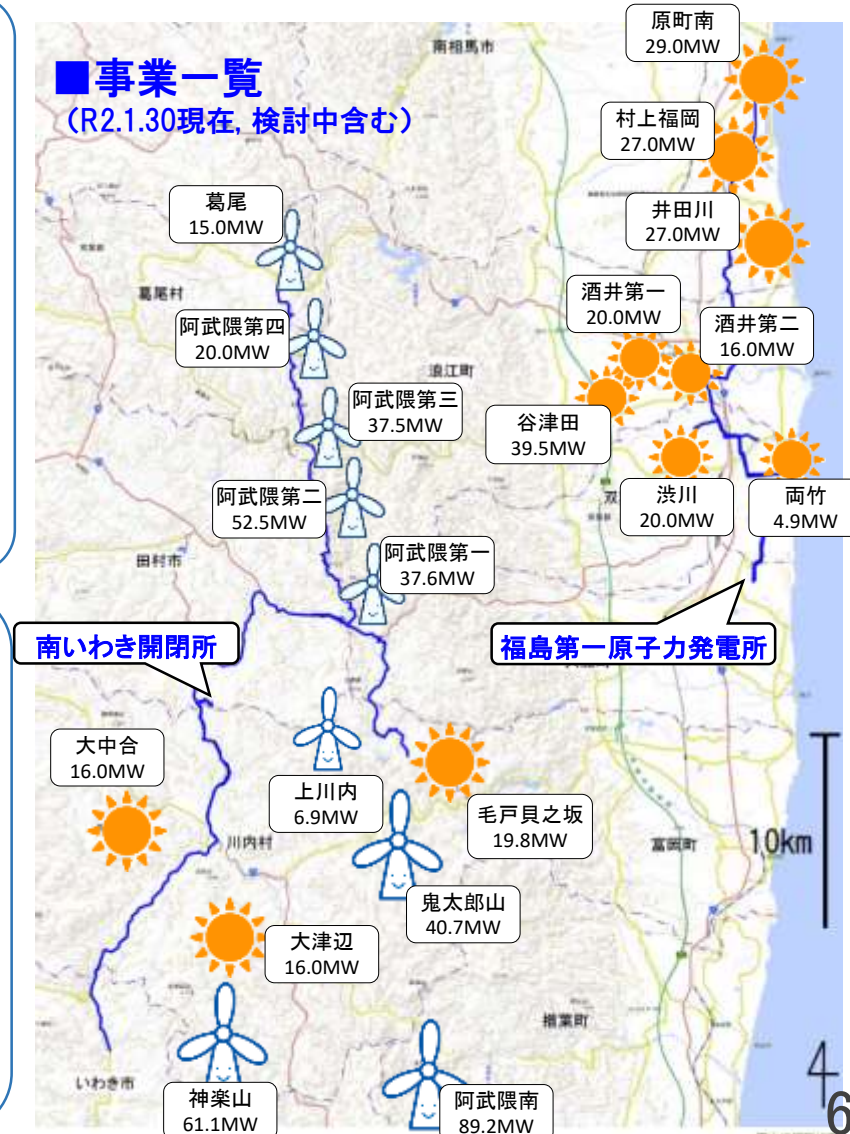 ■事業一覧
（R2.1.30現在, 検討中含む）
南相馬市
原町南
29.0MW
村上福岡
27.0MW
葛尾
15.0MW
井田川
27.0MW
葛尾村
酒井第一
20.0MW
酒井第二
16.0MW
阿武隈第四
20.0MW
浪江町
阿武隈第三
37.5MW
谷津田
39.5MW
阿武隈第二
52.5MW
渋川
20.0MW
両竹
4.9MW
双
阿武隈第一
37.6MW
田村市
南いわき開閉所
福島第一原子力発電所
大中合
16.0MW
上川内
6.9MW
毛戸貝之坂
19.8MW
川内村
富岡町
10km
鬼太郎山
40.7MW
大津辺
16.0MW
楢葉町
いわき市
神楽山
61.1MW
阿武隈南
89.2MW
6